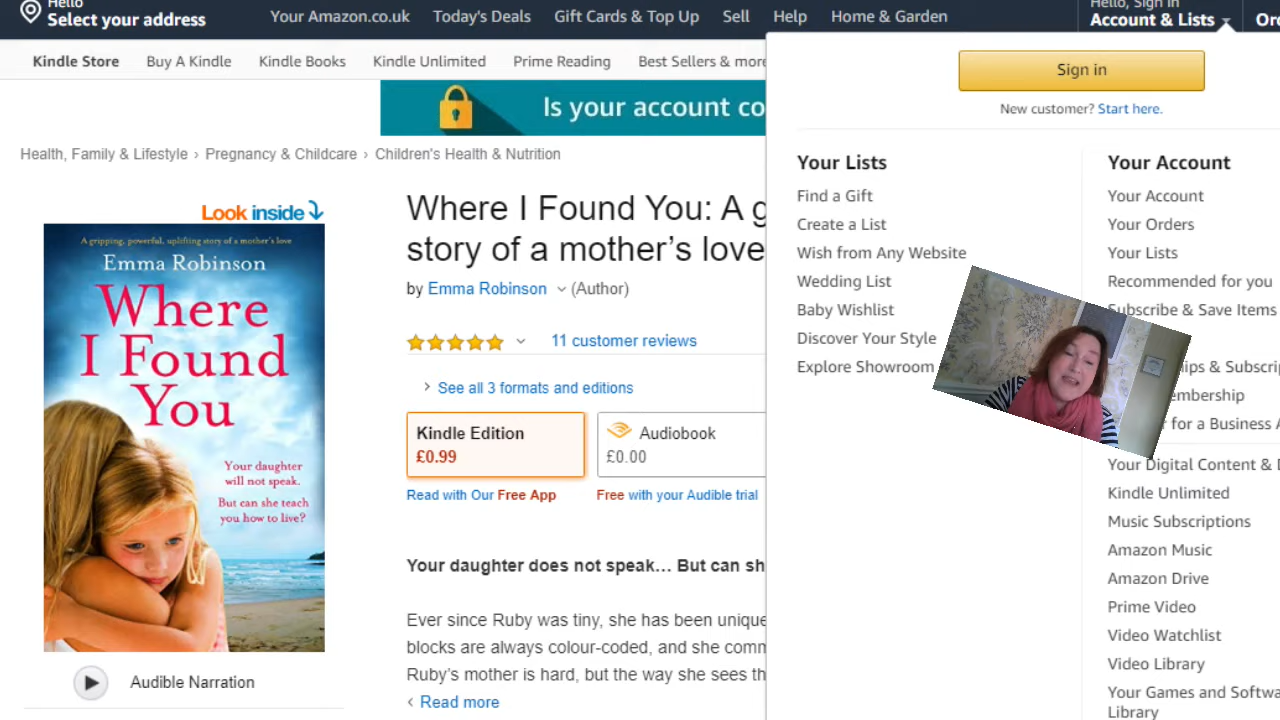 Hello
Select your address
Your Amazon.co.uk Today's Deals Gift Cards & Top Up Sell Help Home & Garden
Hello, Sign in
Account & Lists
Kindle Store Buy A Kindle Kindle Books Kindle Unlimited Prime Reading Best Sellers & more
Is your account co
Health, Family & Lifestyle › Pregnancy & Childcare › Children's Health & Nutrition
Look inside
A gripping, powerful, uplifting story of a mother's love
Emma Robinson
Where
I Found
You
Your daughter
will not speak.
But can she teach
you how to live?
Audible Narration
Where I Found You: A g
story of a mother's love
by Emma Robinson (Author)
11 customer reviews
See all 3 formats and editions
Kindle Edition
£0.99
Audiobook
£0.00
Read with Our Free App
Free with your Audible trial
Your daughter does not speak… But can sh
Ever since Ruby was tiny, she has been unique
blocks are always colour-coded, and she comm
Ruby's mother is hard, but the way she sees th
Read more
Sign in
New customer? Start here.
Your Lists
Find a Gift
Create a List
Wish from Any Website
Wedding List
Baby Wishlist
Discover Your Style
Explore Showroom
Your Account
Your Account
Your Orders
Your Lists
Recommended for you
Subscribe & Save Items
ips & Subscri
embership
for a Business A
Your Digital Content & D
Kindle Unlimited
Music Subscriptions
Amazon Music
Amazon Drive
Prime Video
Video Watchlist
Video Library
Your Games and Softwa
Library